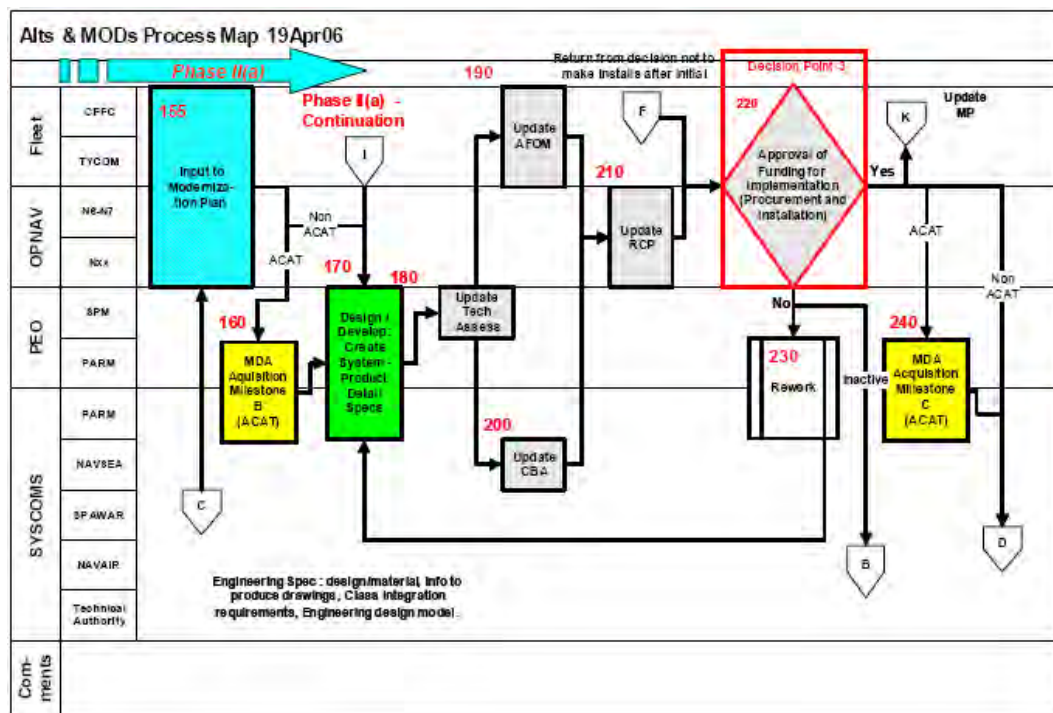 Alts & MODs Process Map 19Apr06
Phase II(a)
Phase II(a) -
Continuation
190
Return from decision not to
make installs after initial
Decision Point -3
Update
MP
Fleet
OPNAV
PEO
SYSCOMS
Com-
ments
CFFC
TYCOM
N6-N7
Nxx
SPM
PARM
PARM
NAVSEA
SPAWAR
NAVAIR
Technical
Authority
155
Input to
Moderniza-
tion Plan
I
Non
ACAT
ACAT
160
MDA
Aquisition
Milestone
B
(ACAT)
170
Design /
Develop:
Create
System -
Product
Detail
Specs
180
Update
Tech
Assess
Update
AFOM
200
Update
CBA
F
210
Update
RCP
220
Approval of
Funding for
Implementation
(Procurement and
Installation)
Yes
No
K
ACAT
Non
ACAT
230
Rework
Inactive
240
MDA
Acquisition
Milestone
C
(ACAT)
C
B
D
Engineering Spec : design/material, info to
produce drawings, Class integration
requirements, Engineering design model.